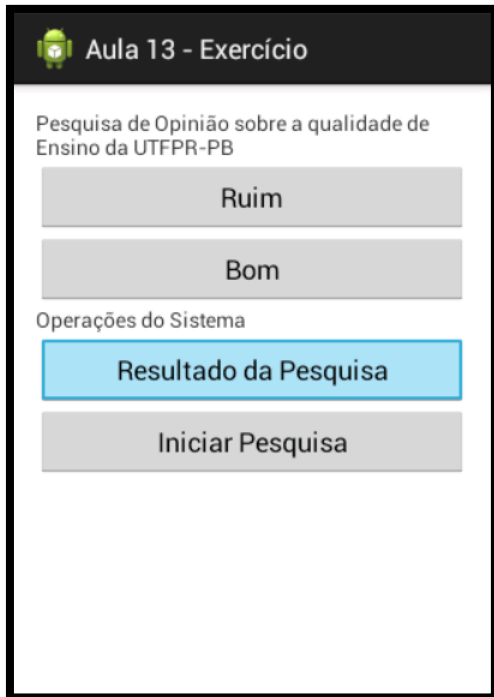 Aula 13 - Exercício
Pesquisa de Opinião sobre a qualidade de
Ensino da UTFPR-PB
Ruim
Bom
Operações do Sistema
Resultado da Pesquisa
Iniciar Pesquisa